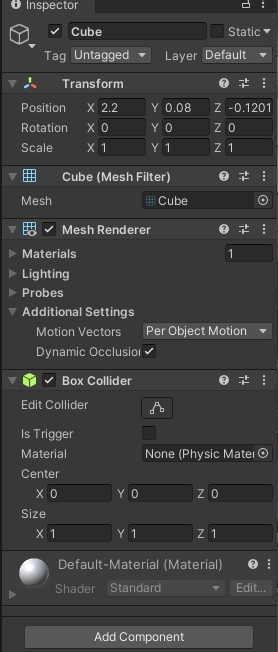 Inspector
Cube Static
Tag Untagged Layer Default
Transform
Position X 2.2 Y 0.08 Z -0.1201
Rotation X 0 Y 0 Z 0
Scale X 1 Y 1 Z 1
Cube (Mesh Filter)
Mesh Cube
Mesh Renderer
Materials 1
Lighting
Probes
Additional Settings
Motion Vectors Per Object Motion
Dynamic Occlusion
Box Collider
Edit Collider
Is Trigger
Material None (Physic Mater
Center
X 0 Y 0 Z 0
Size
X 1 Y 1 Z 1
Default-Material (Material)
Shader Standard Edit...
Add Component